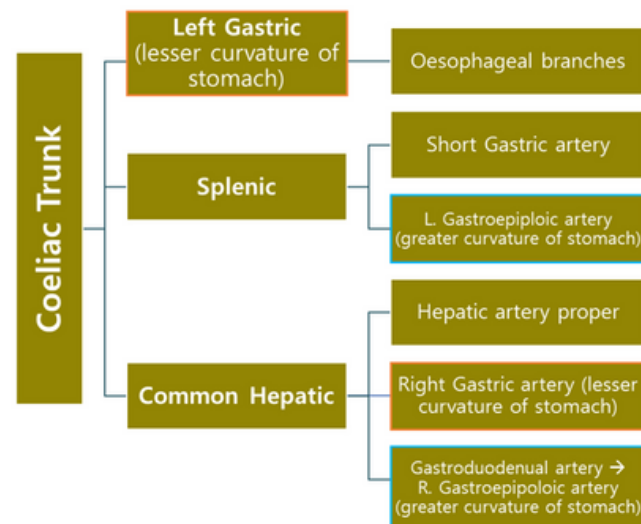 Coeliac Trunk
Left Gastric
(lesser curvature of
stomach)
Oesophageal branches
Splenic
Short Gastric artery
L. Gastroepiploic artery
(greater curvature of stomach)
Common Hepatic
Hepatic artery proper
Right Gastric artery (lesser
curvature of stomach)
Gastroduodenual artery →
R. Gastroepipoloic artery
(greater curvature of stomach)